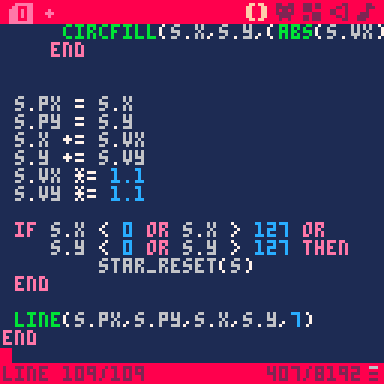 0 +
CIRCFILL(S.X,S.Y,(ABS(S.VX)
END
S.PX = S.X
S.PY = S.Y
S.X += S.VX
S.Y += S.VY
S.VX *= 1.1
S.VY *= 1.1
IF S.X < 0 OR S.X > 127 OR
S.Y < 0 OR S.Y > 127 THEN
STAR_RESET(S)
END
LINE(S.PX,S.PY,S.X,S.Y,7)
END
LINE 109/109 407/8192